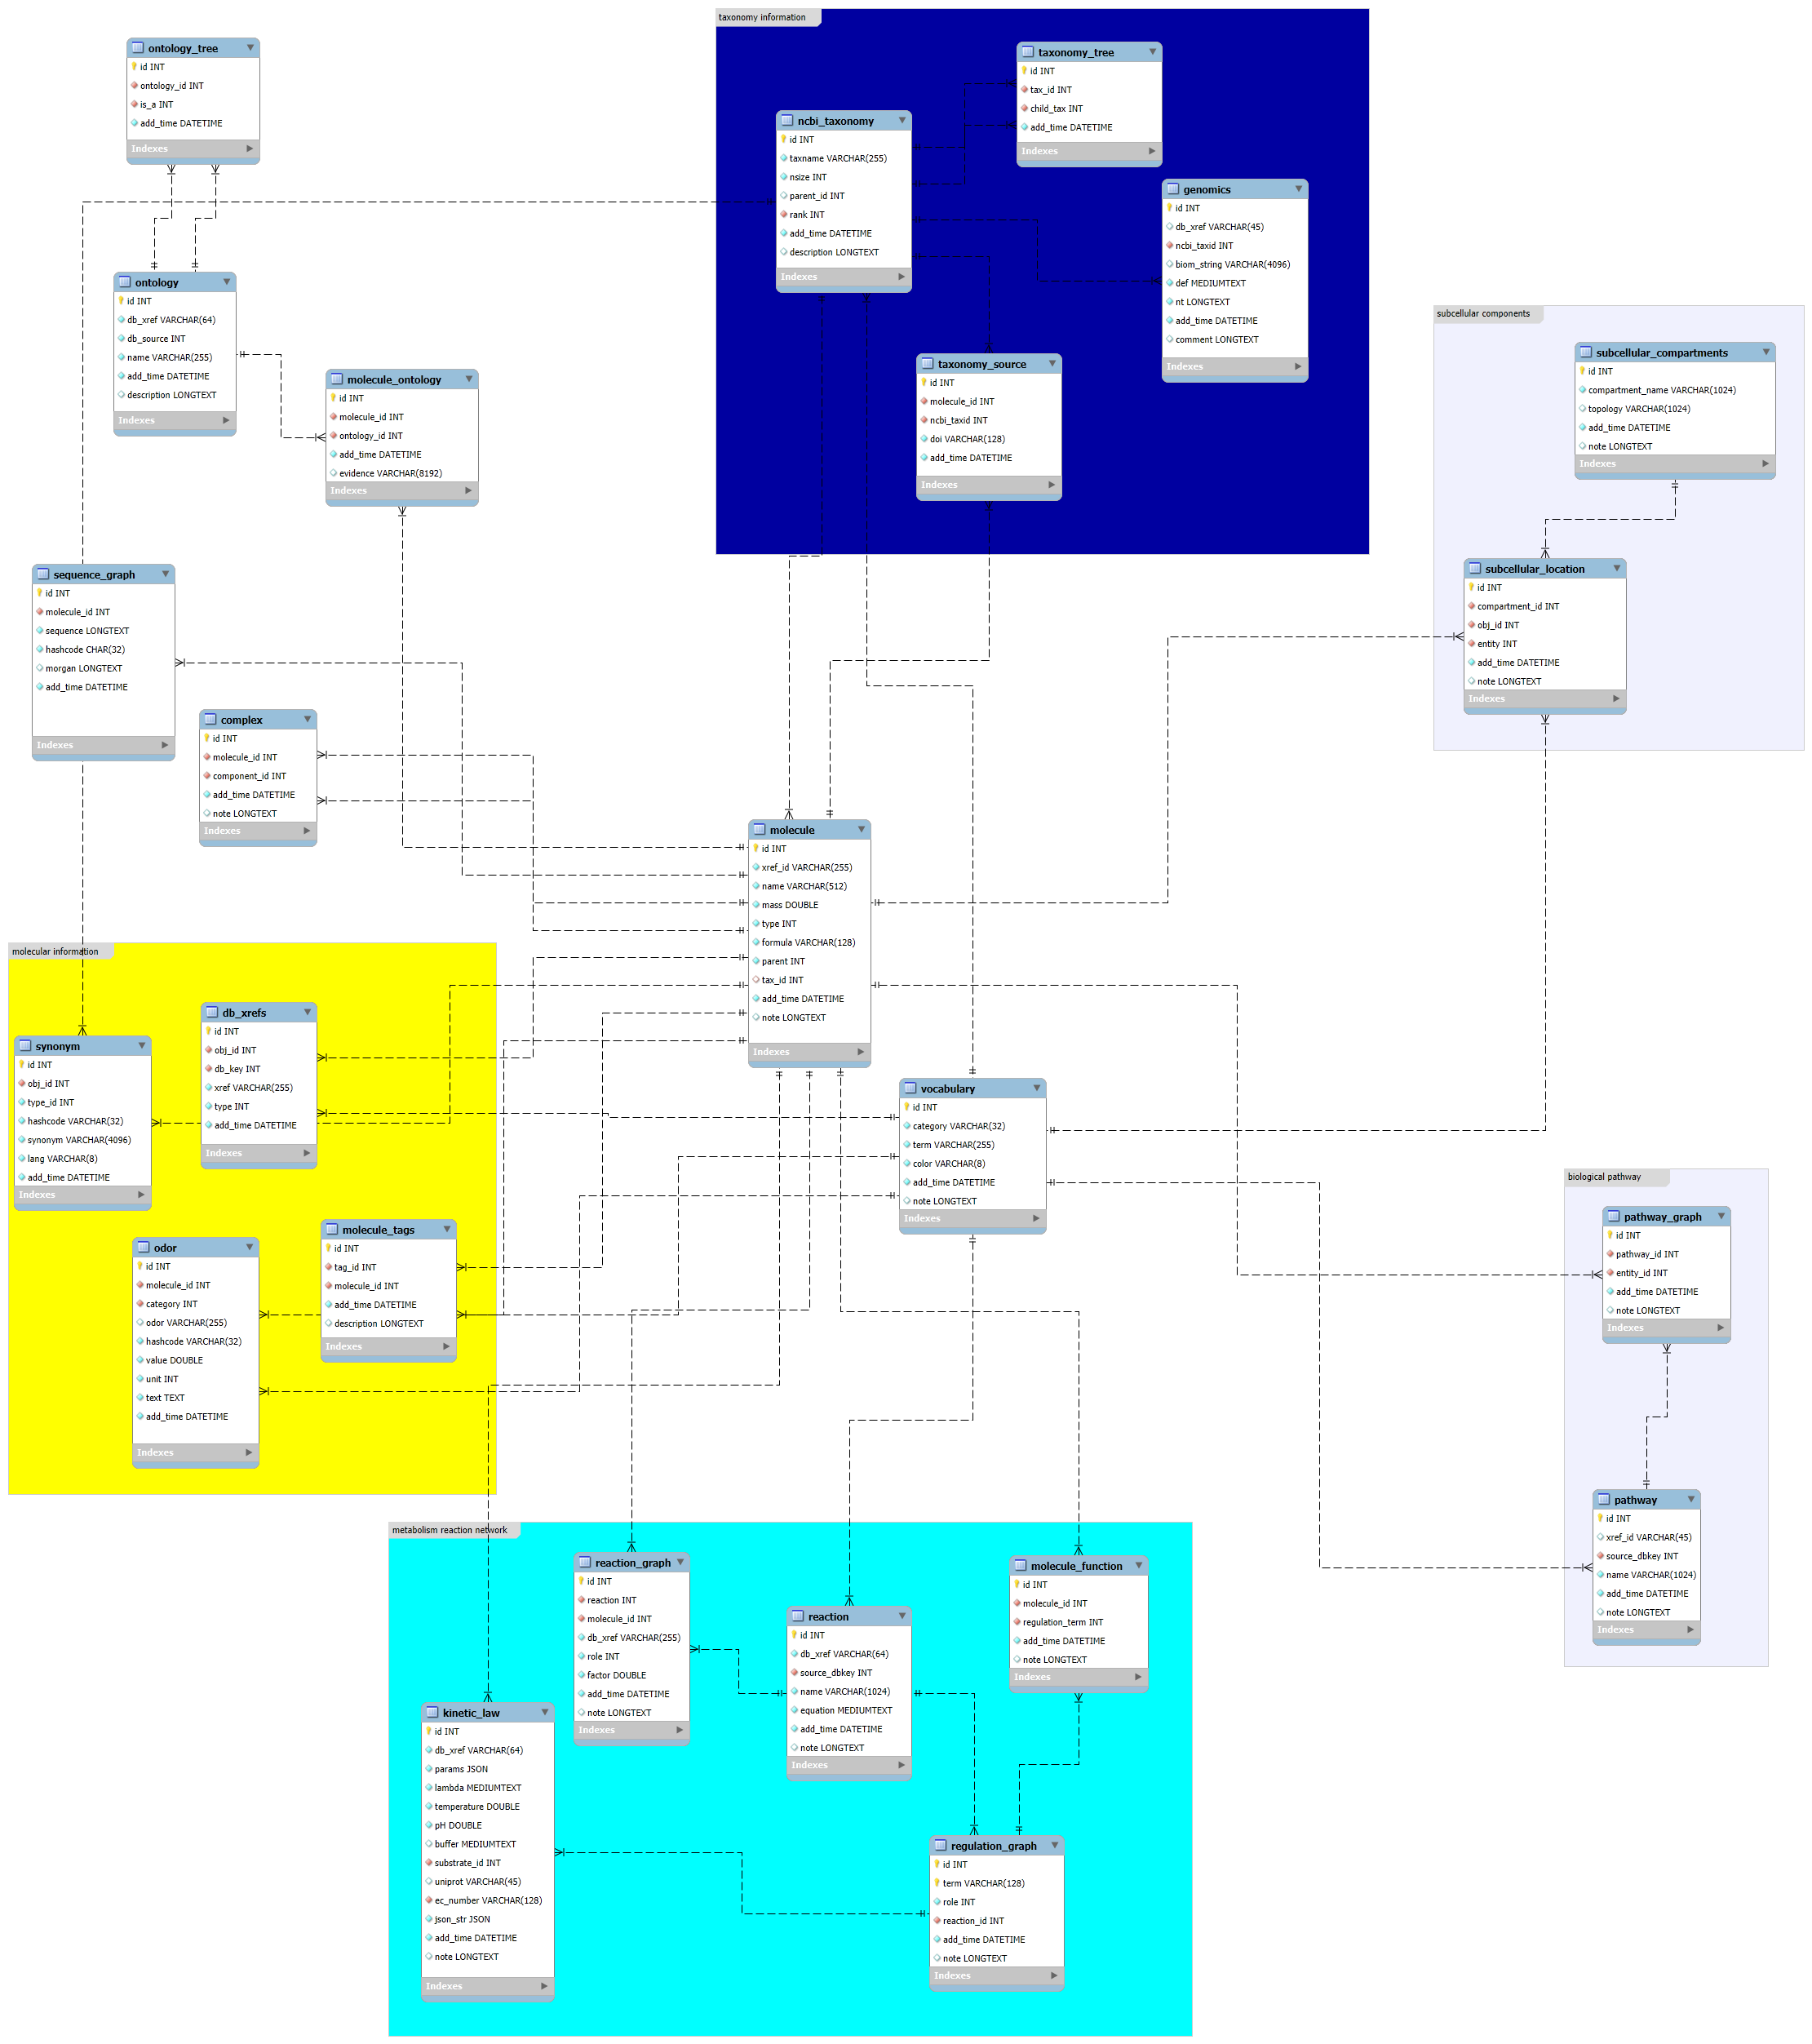 taxonomy information
ontology_tree
id INT
ontology_id INT
is_a INT
add_time DATETIME
Indexes
taxonomy_tree
id INT
tax_id INT
child_tax INT
add_time DATETIME
Indexes
ncbi_taxonomy
id INT
taxname VARCHAR(255)
nsize INT
parent_id INT
rank INT
add_time DATETIME
description LONGTEXT
Indexes
genomics
id INT
db_xref VARCHAR(45)
ncbi_taxid INT
biom_string VARCHAR(4096)
def MEDIUMTEXT
nt LONGTEXT
add_time DATETIME
comment LONGTEXT
Indexes
ontology
id INT
db_xref VARCHAR(64)
db_source INT
name VARCHAR(255)
add_time DATETIME
description LONGTEXT
Indexes
molecule_ontology
id INT
molecule_id INT
ontology_id INT
add_time DATETIME
evidence VARCHAR(8192)
Indexes
taxonomy_source
id INT
molecule_id INT
ncbi_taxid INT
doi VARCHAR(128)
add_time DATETIME
Indexes
subcellular components
subcellular_compartments
id INT
compartment_name VARCHAR(1024)
topology VARCHAR(1024)
add_time DATETIME
note LONGTEXT
Indexes
subcellular_location
id INT
compartment_id INT
obj_id INT
entity INT
add_time DATETIME
note LONGTEXT
Indexes
sequence_graph
id INT
molecule_id INT
sequence LONGTEXT
hashcode CHAR(32)
morgan LONGTEXT
add_time DATETIME
Indexes
complex
id INT
molecule_id INT
component_id INT
add_time DATETIME
note LONGTEXT
Indexes
molecule
id INT
xref_id VARCHAR(255)
name VARCHAR(512)
mass DOUBLE
type INT
formula VARCHAR(128)
parent INT
tax_id INT
add_time DATETIME
note LONGTEXT
Indexes
molecular information
db_xrefs
id INT
obj_id INT
db_key INT
xref VARCHAR(255)
type INT
add_time DATETIME
Indexes
synonym
id INT
obj_id INT
type_id INT
hashcode VARCHAR(32)
synonym VARCHAR(4096)
lang VARCHAR(8)
add_time DATETIME
Indexes
vocabulary
id INT
category VARCHAR(32)
term VARCHAR(255)
color VARCHAR(8)
add_time DATETIME
note LONGTEXT
Indexes
molecule_tags
id INT
tag_id INT
molecule_id INT
add_time DATETIME
description LONGTEXT
Indexes
odor
id INT
molecule_id INT
category INT
odor VARCHAR(255)
hashcode VARCHAR(32)
value DOUBLE
unit INT
text TEXT
add_time DATETIME
Indexes
biological pathway
pathway_graph
id INT
pathway_id INT
entity_id INT
add_time DATETIME
note LONGTEXT
Indexes
pathway
id INT
xref_id VARCHAR(45)
source_dbkey INT
name VARCHAR(1024)
add_time DATETIME
note LONGTEXT
Indexes
metabolism reaction network
reaction_graph
id INT
reaction INT
molecule_id INT
db_xref VARCHAR(255)
role INT
factor DOUBLE
add_time DATETIME
note LONGTEXT
Indexes
reaction
id INT
db_xref VARCHAR(64)
source_dbkey INT
name VARCHAR(1024)
equation MEDIUMTEXT
add_time DATETIME
note LONGTEXT
Indexes
molecule_function
id INT
molecule_id INT
regulation_term INT
add_time DATETIME
note LONGTEXT
Indexes
kinetic_law
id INT
db_xref VARCHAR(64)
params JSON
lambda MEDIUMTEXT
temperature DOUBLE
pH DOUBLE
buffer MEDIUMTEXT
substrate_id INT
uniprot VARCHAR(45)
ec_number VARCHAR(128)
json_str JSON
add_time DATETIME
note LONGTEXT
Indexes
regulation_graph
id INT
term VARCHAR(128)
role INT
reaction_id INT
add_time DATETIME
note LONGTEXT
Indexes